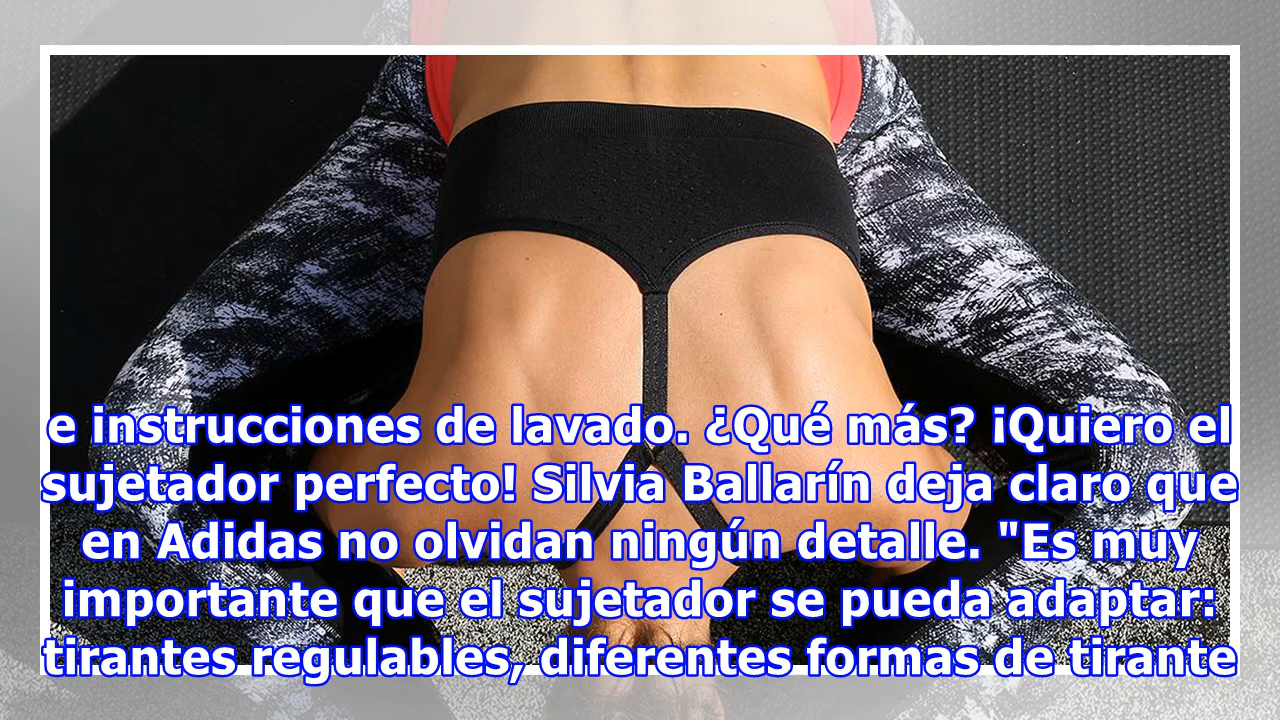 e instrucciones de lavado. ¿Qué más? ¡Quiero el
sujetador perfecto! Silvia Ballarín deja claro que
en Adidas no olvidan ningún detalle. "Es muy
importante que el sujetador se pueda adaptar:
tirantes regulables, diferentes formas de tirante